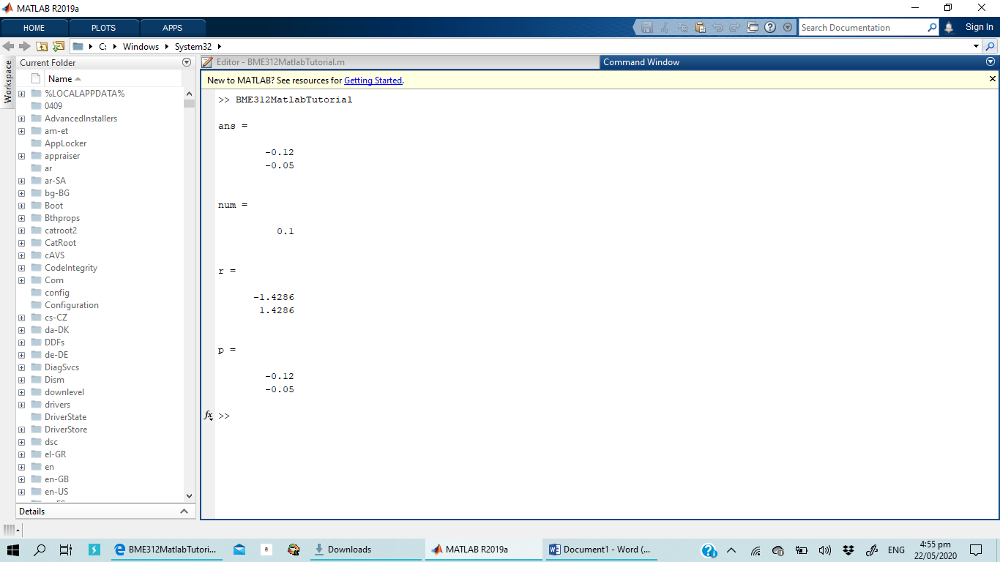 MATLAB R2019a
HOME
PLOTS
APPS
Search Documentation
Sign In
C:
Windows
System32
Workspace
Current Folder
Editor - BME312MatlabTutorial.m
Command Window
Name
New to MATLAB? See resources for Getting Started.
%LOCALAPPDATA%
0409
AdvancedInstallers
am-et
AppLocker
appraiser
ar
ar-SA
bg-BG
Boot
Bthprops
catroot2
CatRoot
cAVS
CodeIntegrity
Com
config
Configuration
cs-CZ
da-DK
DDFs
de-DE
DiagSvcs
Dism
downlevel
drivers
DriverState
DriverStore
dsc
el-GR
en
en-GB
en-US
Details
>> BME312MatlabTutorial
ans =
-0.12
-0.05
num =
0.1
r =
-1.4286
1.4286
p =
-0.12
-0.05
fx >>
BME312MatlabTutori...
a
Downloads
MATLAB R2019a
Document1 - Word (...
ENG
4:55 pm
22/05/2020